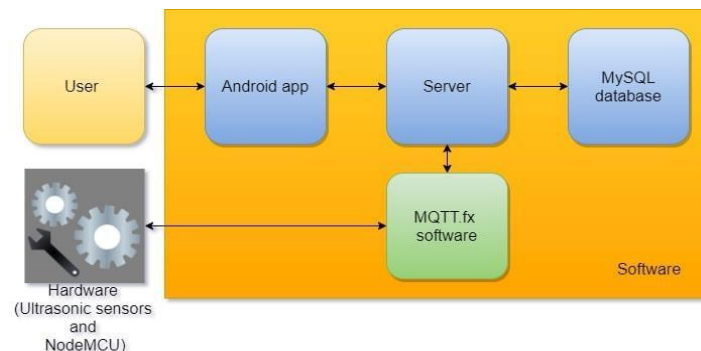 User
Android app
Server
MySQL
database
MQTT.fx
software
Software
Hardware
(Ultrasonic sensors
and
NodeMCU)